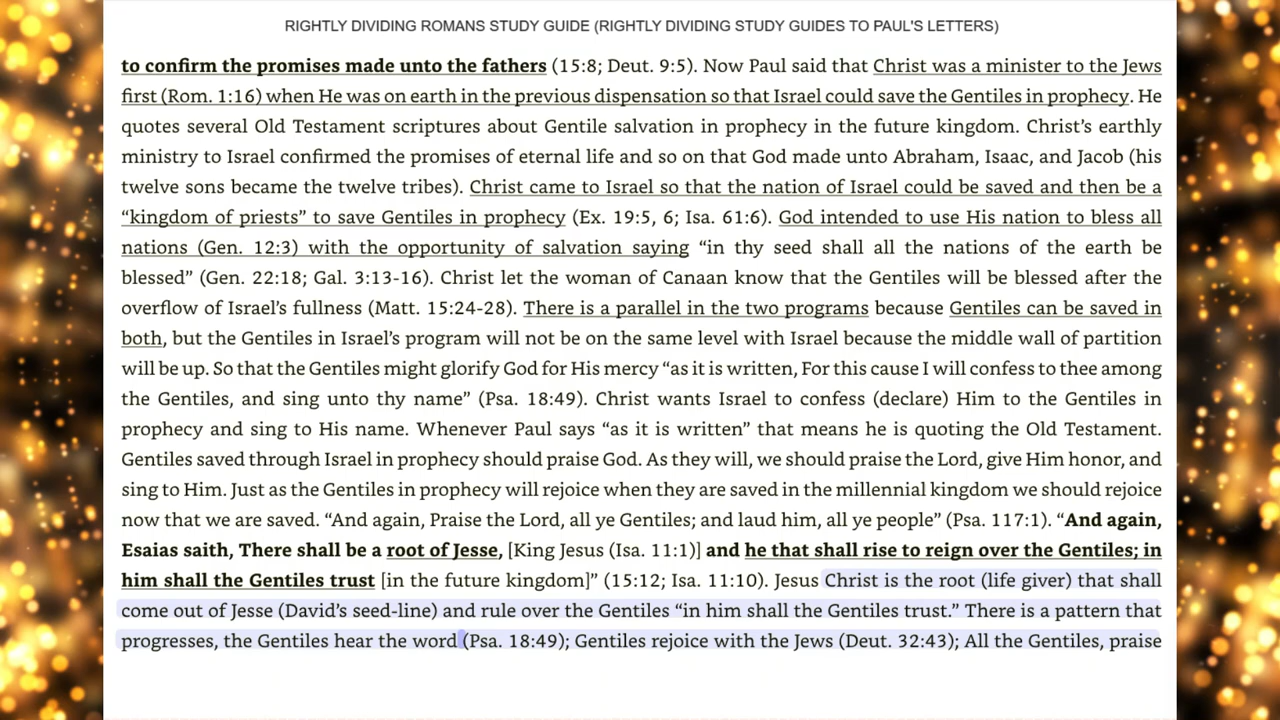 RIGHTLY DIVIDING ROMANS STUDY GUIDE (RIGHTLY DIVIDING STUDY GUIDES TO PAUL'S LETTERS)
to confirm the promises made unto the fathers (15:8; Deut. 9:5). Now Paul said that Christ was a minister to the Jews
first (Rom. 1:16) when He was on earth in the previous dispensation so that Israel could save the Gentiles in prophecy. He
quotes several Old Testament scriptures about Gentile salvation in prophecy in the future kingdom. Christ’s earthly
ministry to Israel confirmed the promises of eternal life and so on that God made unto Abraham, Isaac, and Jacob (his
twelve sons became the twelve tribes). Christ came to Israel so that the nation of Israel could be saved and then be a
“kingdom of priests” to save Gentiles in prophecy (Ex. 19:5, 6; Isa. 61:6). God intended to use His nation to bless all
nations (Gen. 12:3) with the opportunity of salvation saying “in thy seed shall all the nations of the earth be
blessed” (Gen. 22:18; Gal. 3:13-16). Christ let the woman of Canaan know that the Gentiles will be blessed after the
overflow of Israel’s fullness (Matt. 15:24-28). There is a parallel in the two programs because Gentiles can be saved in
both, but the Gentiles in Israel’s program will not be on the same level with Israel because the middle wall of partition
will be up. So that the Gentiles might glorify God for His mercy “as it is written, For this cause I will confess to thee among
the Gentiles, and sing unto thy name” (Psa. 18:49). Christ wants Israel to confess (declare) Him to the Gentiles in
prophecy and sing to His name. Whenever Paul says “as it is written” that means he is quoting the Old Testament.
Gentiles saved through Israel in prophecy should praise God. As they will, we should praise the Lord, give Him honor, and
sing to Him. Just as the Gentiles in prophecy will rejoice when they are saved in the millennial kingdom we should rejoice
now that we are saved. “And again, Praise the Lord, all ye Gentiles; and laud him, all ye people” (Psa. 117:1). “And again,
Esaias saith, There shall be a root of Jesse, [King Jesus (Isa. 11:1)] and he that shall rise to reign over the Gentiles; in
him shall the Gentiles trust [in the future kingdom]” (15:12; Isa. 11:10). Jesus Christ is the root (life giver) that shall
come out of Jesse (David’s seed-line) and rule over the Gentiles “in him shall the Gentiles trust.” There is a pattern that
progresses, the Gentiles hear the word (Psa. 18:49); Gentiles rejoice with the Jews (Deut. 32:43); All the Gentiles, praise